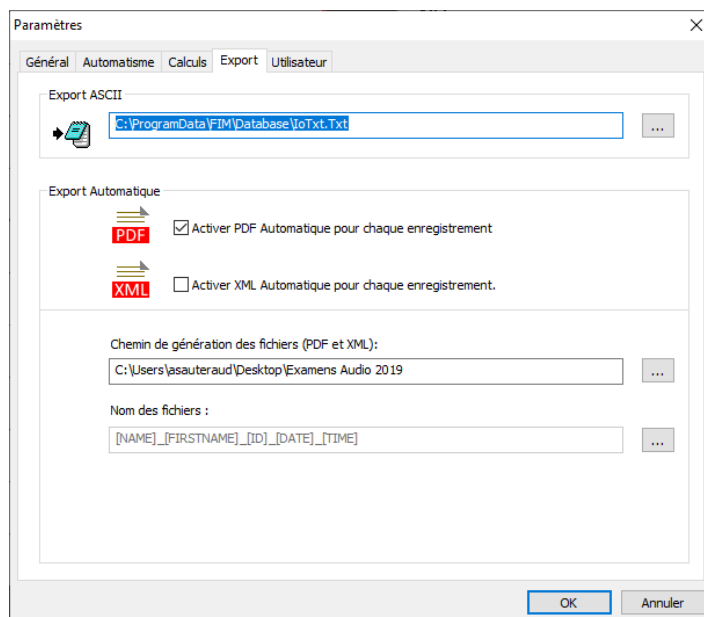 Paramètres
Général Automatisme Calculs Export Utilisateur
Export ASCII
C:\ProgramData\FIM\Database\IoTxt.Txt
...
Export Automatique
PDF
Activer PDF Automatique pour chaque enregistrement
XML
Activer XML Automatique pour chaque enregistrement.
Chemin de génération des fichiers (PDF et XML):
C:\Users\asauteraud\Desktop\Examens Audio 2019
...
Nom des fichiers :
[NAME]_[FIRSTNAME]_[ID]_[DATE]_[TIME]
...
OK Annuler